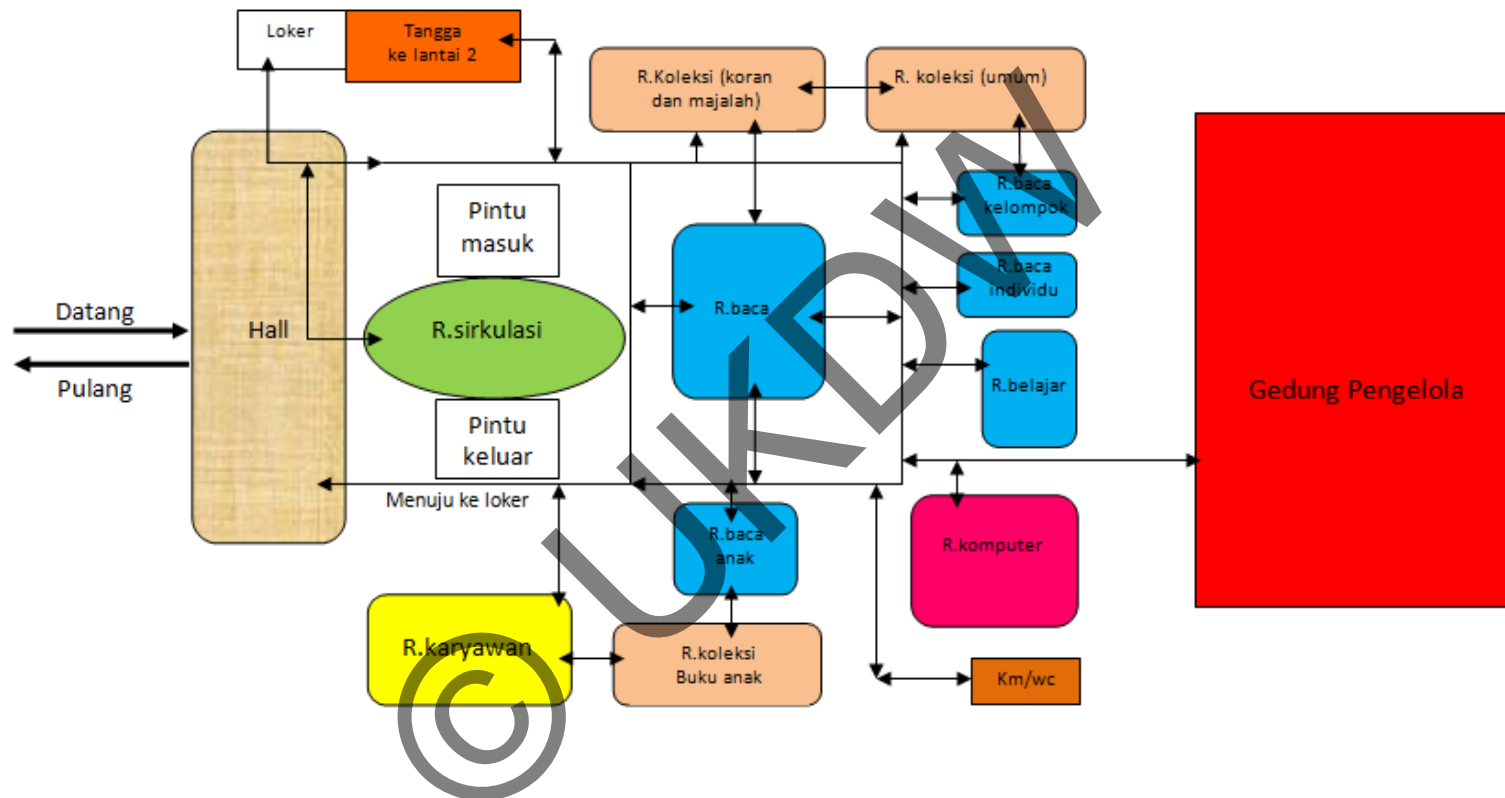 Loker
Tangga
ke lantai 2
R.Koleksi (koran
dan majalah)
R. koleksi (umum)
Pintu
masuk
R.baca
kelompok
R.baca
individu
Datang
Hall
R.sirkulasi
R.baca
Pulang
R.belajar
Gedung Pengelola
Pintu
keluar
Menuju ke loker
R.baca
anak
R.komputer
R.karyawan
R.koleksi
Buku anak
Km/wc
© UKDW